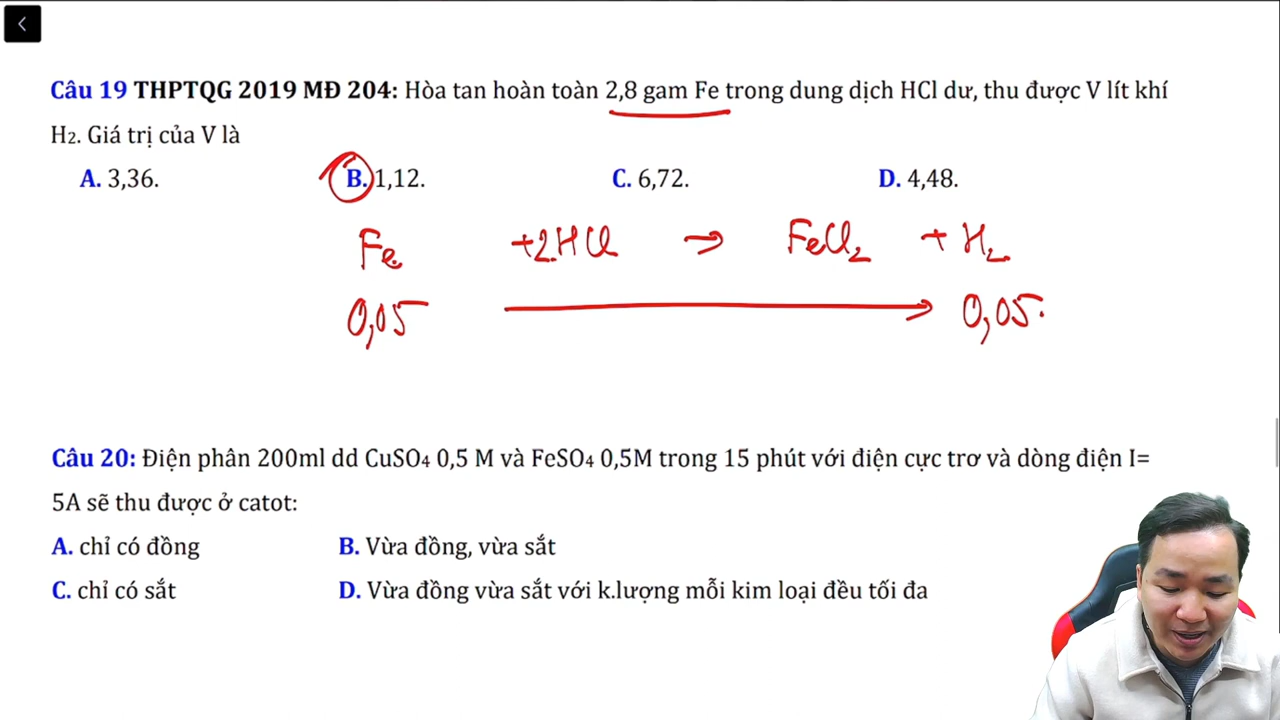 Câu 19 THPTQG 2019 MĐ 204: Hòa tan hoàn toàn 2,8 gam Fe trong dung dịch HCl dư, thu được V lít khí
H₂. Giá trị của V là
A. 3,36. B. 1,12. C. 6,72. D. 4,48.
Fe +2HCl → FeCl₂ + H₂
0,05 → 0,05.
Câu 20: Điện phân 200ml dd CuSO₄ 0,5 M và FeSO₄ 0,5M trong 15 phút với điện cực trơ và dòng điện I=
5A sẽ thu được ở catot:
A. chỉ có đồng B. Vừa đồng, vừa sắt
C. chỉ có sắt D. Vừa đồng vừa sắt với k.lượng mỗi kim loại đều tối đa